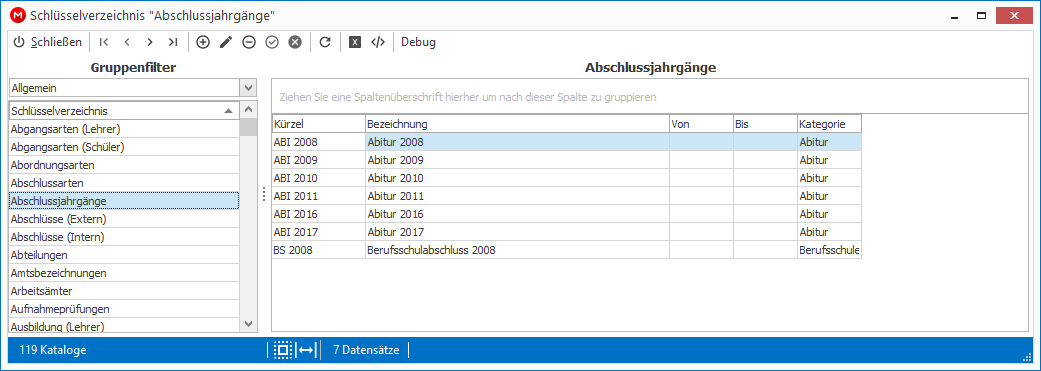 Schlüsselverzeichnis "Abschlussjahrgänge"
Schließen Debug
Gruppenfilter
Allgemein
Schlüsselverzeichnis
Abgangsarten (Lehrer)
Abgangsarten (Schüler)
Abordnungsarten
Abschlussarten
Abschlussjahrgänge
Abschlüsse (Extern)
Abschlüsse (Intern)
Abteilungen
Amtsbezeichnungen
Arbeitsämter
Aufnahmeprüfungen
Ausbildung (Lehrer)
Abschlussjahrgänge
Ziehen Sie eine Spaltenüberschrift hierher um nach dieser Spalte zu gruppieren
Kürzel Bezeichnung Von Bis Kategorie
ABI 2008 Abitur 2008 Abitur
ABI 2009 Abitur 2009 Abitur
ABI 2010 Abitur 2010 Abitur
ABI 2011 Abitur 2011 Abitur
ABI 2016 Abitur 2016 Abitur
ABI 2017 Abitur 2017 Abitur
BS 2008 Berufsschulabschluss 2008 Berufsschule
119 Kataloge 7 Datensätze